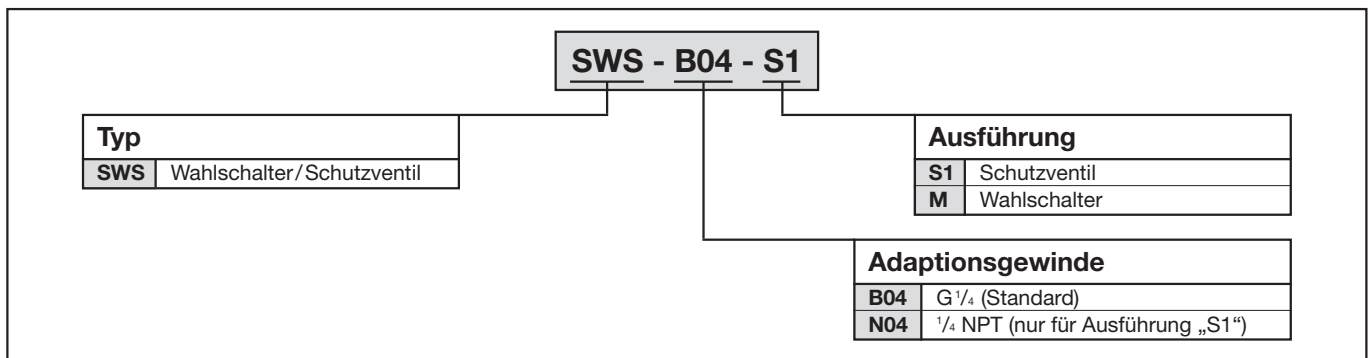 SWS - B04 - S1
Typ
SWS Wahlschalter/Schutzventil
Ausführung
S1 Schutzventil
M Wahlschalter
Adaptionsgewinde
B04 G 1/4 (Standard)
N04 1/4 NPT (nur für Ausführung „S1“)